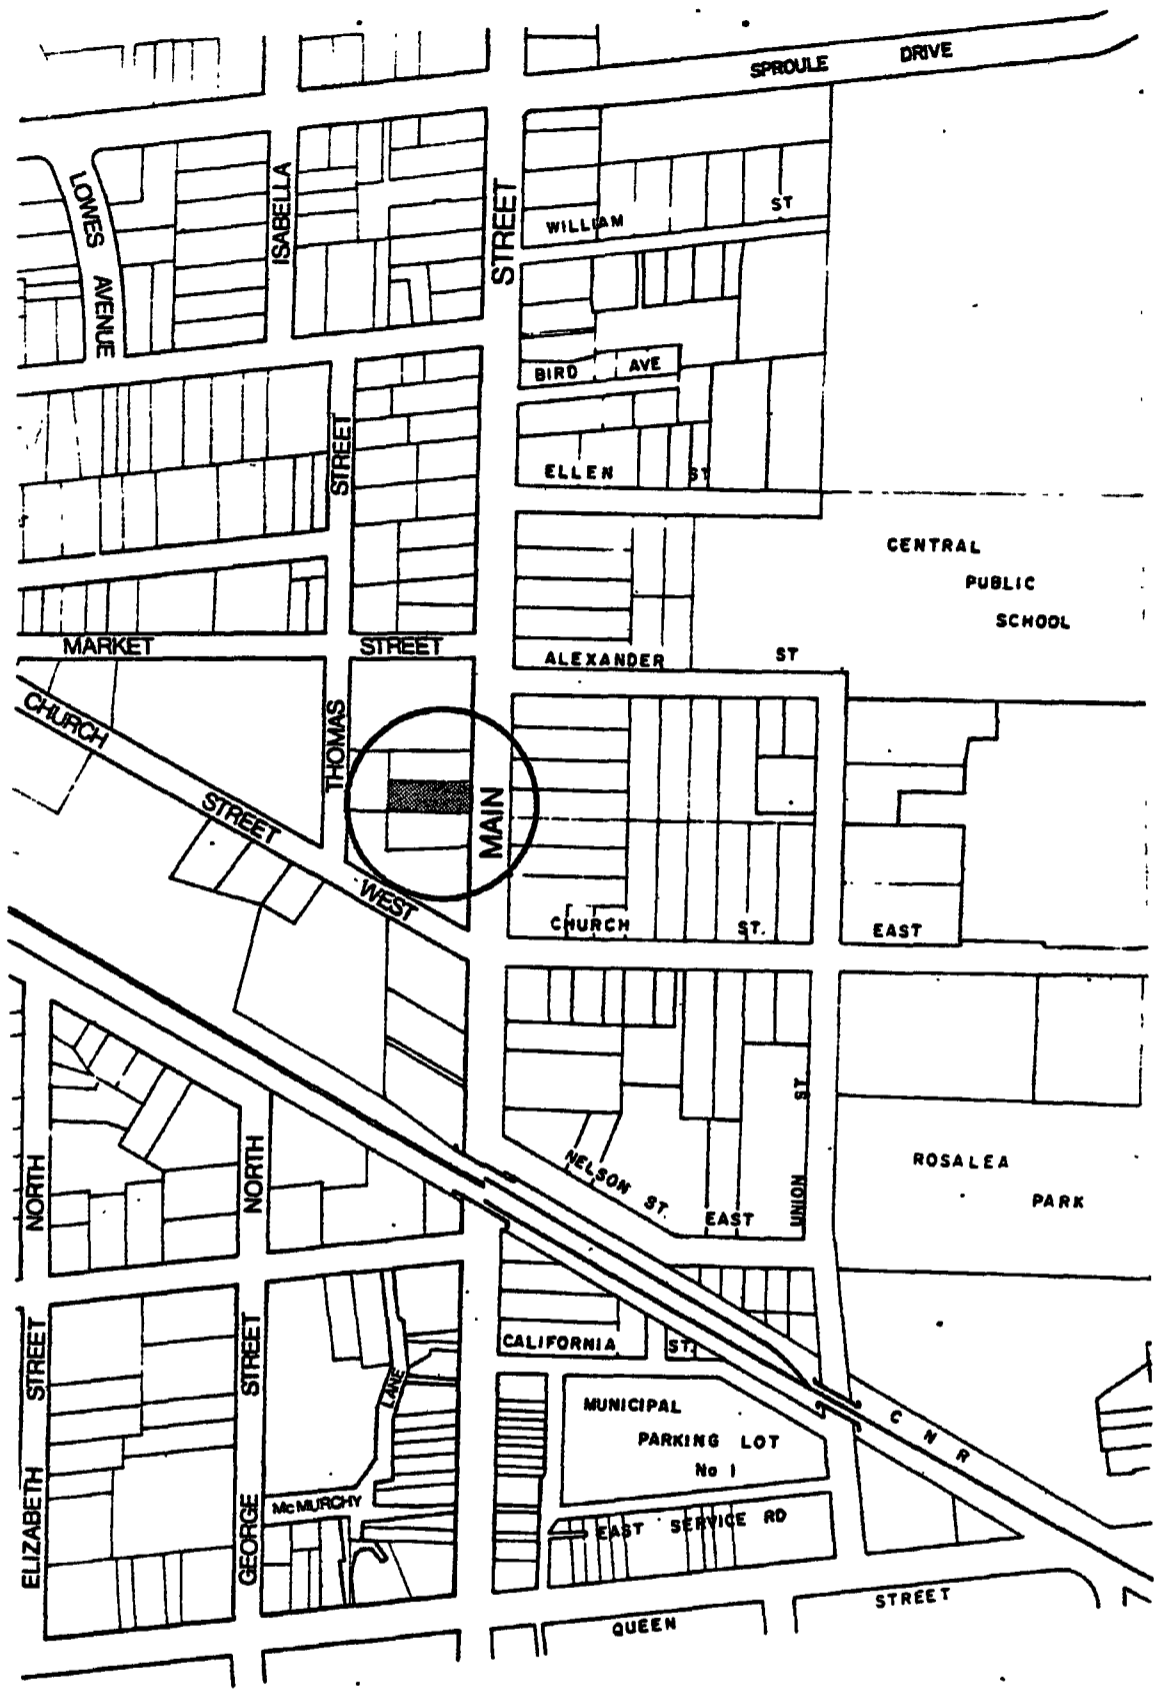 SPROULE DRIVE
LOWES AVENUE
ISABELLA
STREET
WILLIAM ST
BIRD AVE
STREET
ELLEN ST
CENTRAL
PUBLIC
SCHOOL
MARKET STREET
ALEXANDER ST
CHURCH
STREET
WEST
THOMAS
MAIN
CHURCH ST. EAST
NELSON ST. EAST
UNION ST
ROSALEA
PARK
NORTH
NORTH
CALIFORNIA ST.
STREET
STREET
LANE
MUNICIPAL
PARKING LOT
No 1
C N R
McMURCHY
EAST SERVICE RD
ELIZABETH
GEORGE
QUEEN STREET